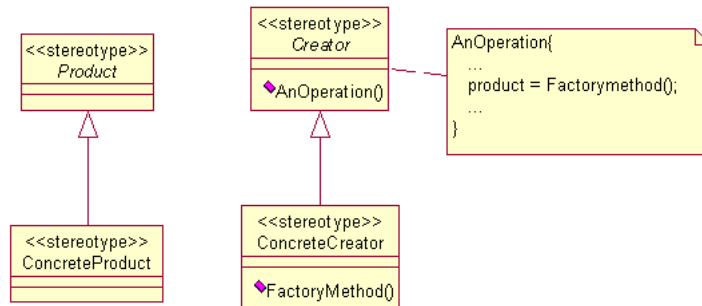 <<stereotype>>
Product
<<stereotype>>
Creator
AnOperation()
AnOperation{
...
product = Factorymethod();
...
}
<<stereotype>>
ConcreteProduct
<<stereotype>>
ConcreteCreator
FactoryMethod()